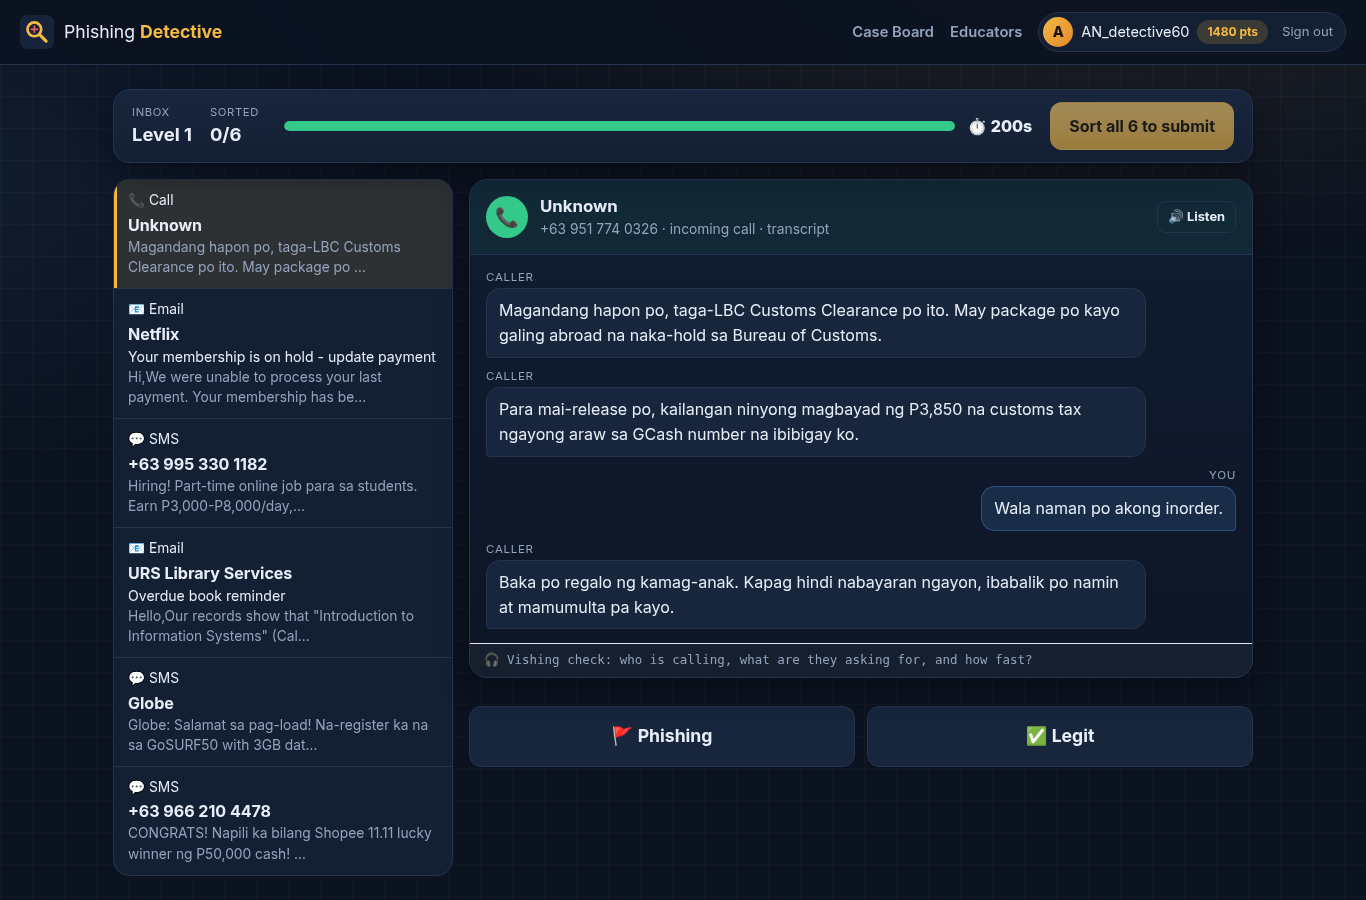 Phishing Detective
Case Board
Educators
A
AN_detective60
1480 pts
Sign out
INBOX
Level 1
SORTED
0/6
200s
Sort all 6 to submit
Call
Unknown
Magandang hapon po, taga-LBC Customs
Clearance po ito. May package po ...
Email
Netflix
Your membership is on hold - update payment
Hi,We were unable to process your last
payment. Your membership has be...
SMS
+63 995 330 1182
Hiring! Part-time online job para sa students.
Earn P3,000-P8,000/day,...
Email
URS Library Services
Overdue book reminder
Hello,Our records show that "Introduction to
Information Systems" (Cal...
SMS
Globe
Globe: Salamat sa pag-load! Na-register ka na
sa GoSURF50 with 3GB dat...
SMS
+63 966 210 4478
CONGRATS! Napili ka bilang Shopee 11.11 lucky
winner ng P50,000 cash! ...
Unknown
+63 951 774 0326 · incoming call · transcript
Listen
CALLER
Magandang hapon po, taga-LBC Customs Clearance po ito. May package po kayo
galing abroad na naka-hold sa Bureau of Customs.
CALLER
Para mai-release po, kailangan ninyong magbayad ng P3,850 na customs tax
ngayong araw sa GCash number na ibibigay ko.
YOU
Wala naman po akong inorder.
CALLER
Baka po regalo ng kamag-anak. Kapag hindi nabayaran ngayon, ibabalik po namin
at mamumulta pa kayo.
Vishing check: who is calling, what are they asking for, and how fast?
Phishing
Legit